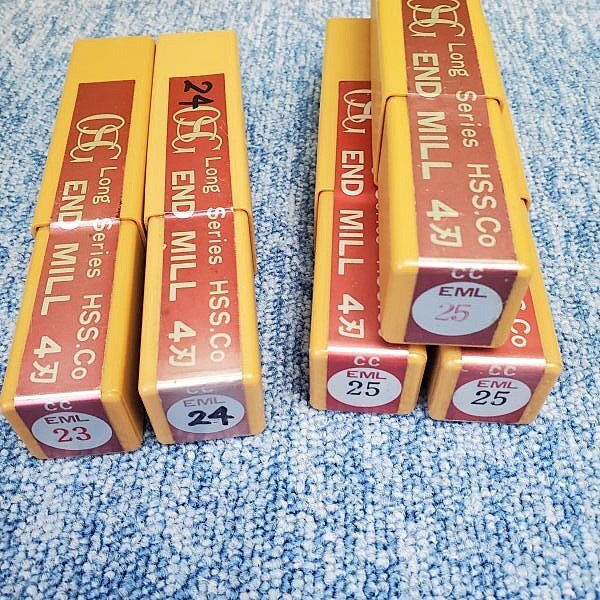 OSG
Long Series HSS.Co
END MILL 4刃
CC
EML
23
24
OSG
Long Series HSS.Co
END MILL 4刃
CC
EML
24
OSG
END MILL 4刃
CC
EML
25
OSG
Long Series HSS.Co
END MILL 4刃
CC
EML
25
CC
EML
25